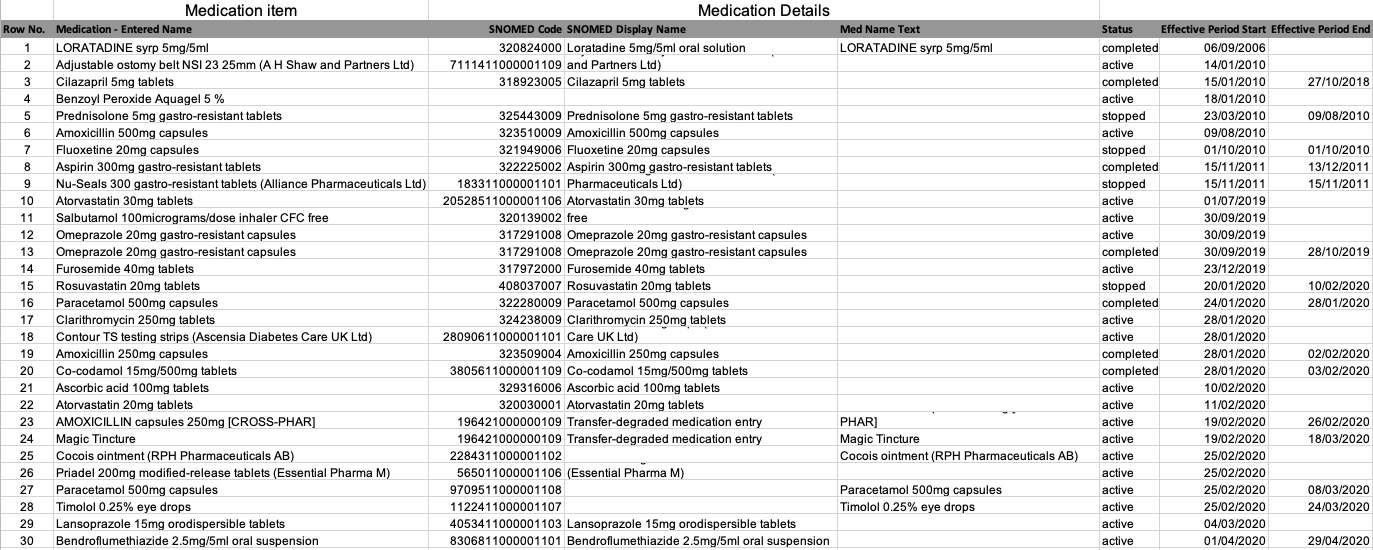 Medication item Medication Details
Row No. Medication - Entered Name SNOMED Code SNOMED Display Name Med Name Text Status Effective Period Start Effective Period End
1 LORATADINE syrp 5mg/5ml 320824000 Loratadine 5mg/5ml oral solution LORATADINE syrp 5mg/5ml completed 06/09/2006
2 Adjustable ostomy belt NSI 23 25mm (A H Shaw and Partners Ltd) 7111411000001109 and Partners Ltd) active 14/01/2010
3 Cilazapril 5mg tablets 318923005 Cilazapril 5mg tablets completed 15/01/2010 27/10/2018
4 Benzoyl Peroxide Aquagel 5 % active 18/01/2010
5 Prednisolone 5mg gastro-resistant tablets 325443009 Prednisolone 5mg gastro-resistant tablets stopped 23/03/2010 09/08/2010
6 Amoxicillin 500mg capsules 323510009 Amoxicillin 500mg capsules active 09/08/2010
7 Fluoxetine 20mg capsules 321949006 Fluoxetine 20mg capsules stopped 01/10/2010 01/10/2010
8 Aspirin 300mg gastro-resistant tablets 322225002 Aspirin 300mg gastro-resistant tablets completed 15/11/2011 13/12/2011
9 Nu-Seals 300 gastro-resistant tablets (Alliance Pharmaceuticals Ltd) 183311000001101 Pharmaceuticals Ltd) stopped 15/11/2011 15/11/2011
10 Atorvastatin 30mg tablets 20528511000001106 Atorvastatin 30mg tablets active 01/07/2019
11 Salbutamol 100micrograms/dose inhaler CFC free 320139002 free active 30/09/2019
12 Omeprazole 20mg gastro-resistant capsules 317291008 Omeprazole 20mg gastro-resistant capsules active 30/09/2019
13 Omeprazole 20mg gastro-resistant capsules 317291008 Omeprazole 20mg gastro-resistant capsules completed 30/09/2019 28/10/2019
14 Furosemide 40mg tablets 317972000 Furosemide 40mg tablets active 23/12/2019
15 Rosuvastatin 20mg tablets 408037007 Rosuvastatin 20mg tablets stopped 20/01/2020 10/02/2020
16 Paracetamol 500mg capsules 322280009 Paracetamol 500mg capsules completed 24/01/2020 28/01/2020
17 Clarithromycin 250mg tablets 324238009 Clarithromycin 250mg tablets active 28/01/2020
18 Contour TS testing strips (Ascensia Diabetes Care UK Ltd) 28090611000001101 Care UK Ltd) active 28/01/2020
19 Amoxicillin 250mg capsules 323509004 Amoxicillin 250mg capsules completed 28/01/2020 02/02/2020
20 Co-codamol 15mg/500mg tablets 3805611000001109 Co-codamol 15mg/500mg tablets completed 28/01/2020 03/02/2020
21 Ascorbic acid 100mg tablets 329316006 Ascorbic acid 100mg tablets active 10/02/2020
22 Atorvastatin 20mg tablets 320030001 Atorvastatin 20mg tablets active 11/02/2020
23 AMOXICILLIN capsules 250mg [CROSS-PHAR] 196421000000109 Transfer-degraded medication entry PHAR] active 19/02/2020 26/02/2020
24 Magic Tincture 196421000000109 Transfer-degraded medication entry Magic Tincture active 19/02/2020 18/03/2020
25 Cocois ointment (RPH Pharmaceuticals AB) 2284311000001102 Cocois ointment (RPH Pharmaceuticals AB) active 25/02/2020
26 Priadel 200mg modified-release tablets (Essential Pharma M) 565011000001106 (Essential Pharma M) active 25/02/2020
27 Paracetamol 500mg capsules 9709511000001108 Paracetamol 500mg capsules active 25/02/2020 08/03/2020
28 Timolol 0.25% eye drops 1122411000001107 Timolol 0.25% eye drops active 25/02/2020 24/03/2020
29 Lansoprazole 15mg orodispersible tablets 4053411000001103 Lansoprazole 15mg orodispersible tablets active 04/03/2020
30 Bendroflumethiazide 2.5mg/5ml oral suspension 8306811000001101 Bendroflumethiazide 2.5mg/5ml oral suspension active 01/04/2020 29/04/2020